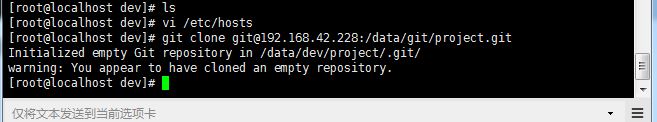 [root@localhost dev]# ls
[root@localhost dev]# vi /etc/hosts
[root@localhost dev]# git clone git@192.168.42.228:/data/git/project.git
Initialized empty Git repository in /data/dev/project/.git/
warning: You appear to have cloned an empty repository.
[root@localhost dev]#
仅将文本发送到当前选项卡